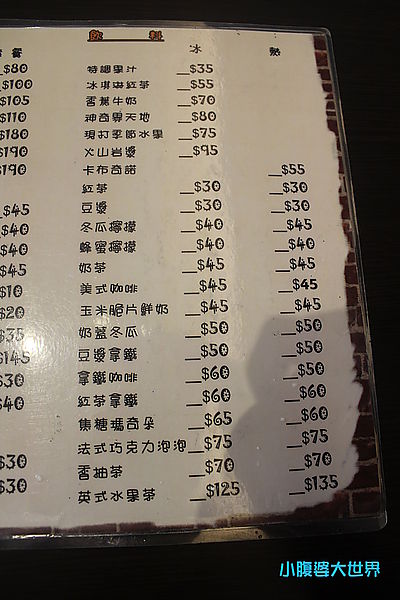 飲 料 冰 熱
套餐
$80 特調果汁 $35
$100 冰淇淋紅茶 $55
$105 香蕉牛奶 $70
$110 神奇異天地 $80
$180 現打季節水果 $75
$190 火山岩漿 $95
$190 卡布奇諾 $55
紅茶 $30 $30
$45 豆漿 $30 $30
$40 冬瓜檸檬 $40 $45
$40 蜂蜜檸檬 $40 $40
$45 奶茶 $45 $45
$10 美式咖啡 $45 $45
$20 玉米脆片鮮奶 $45 $45
$35 奶蓋冬瓜 $50 $50
$145 豆漿拿鐵 $50 $50
$30 拿鐵咖啡 $60 $50
$40 紅茶拿鐵 $60 $60
焦糖瑪奇朵 $65 $60
法式巧克力泡泡 $75 $75
$30 香柚茶 $70 $70
$30 英式水果茶 $125 $135
小腹婆大世界